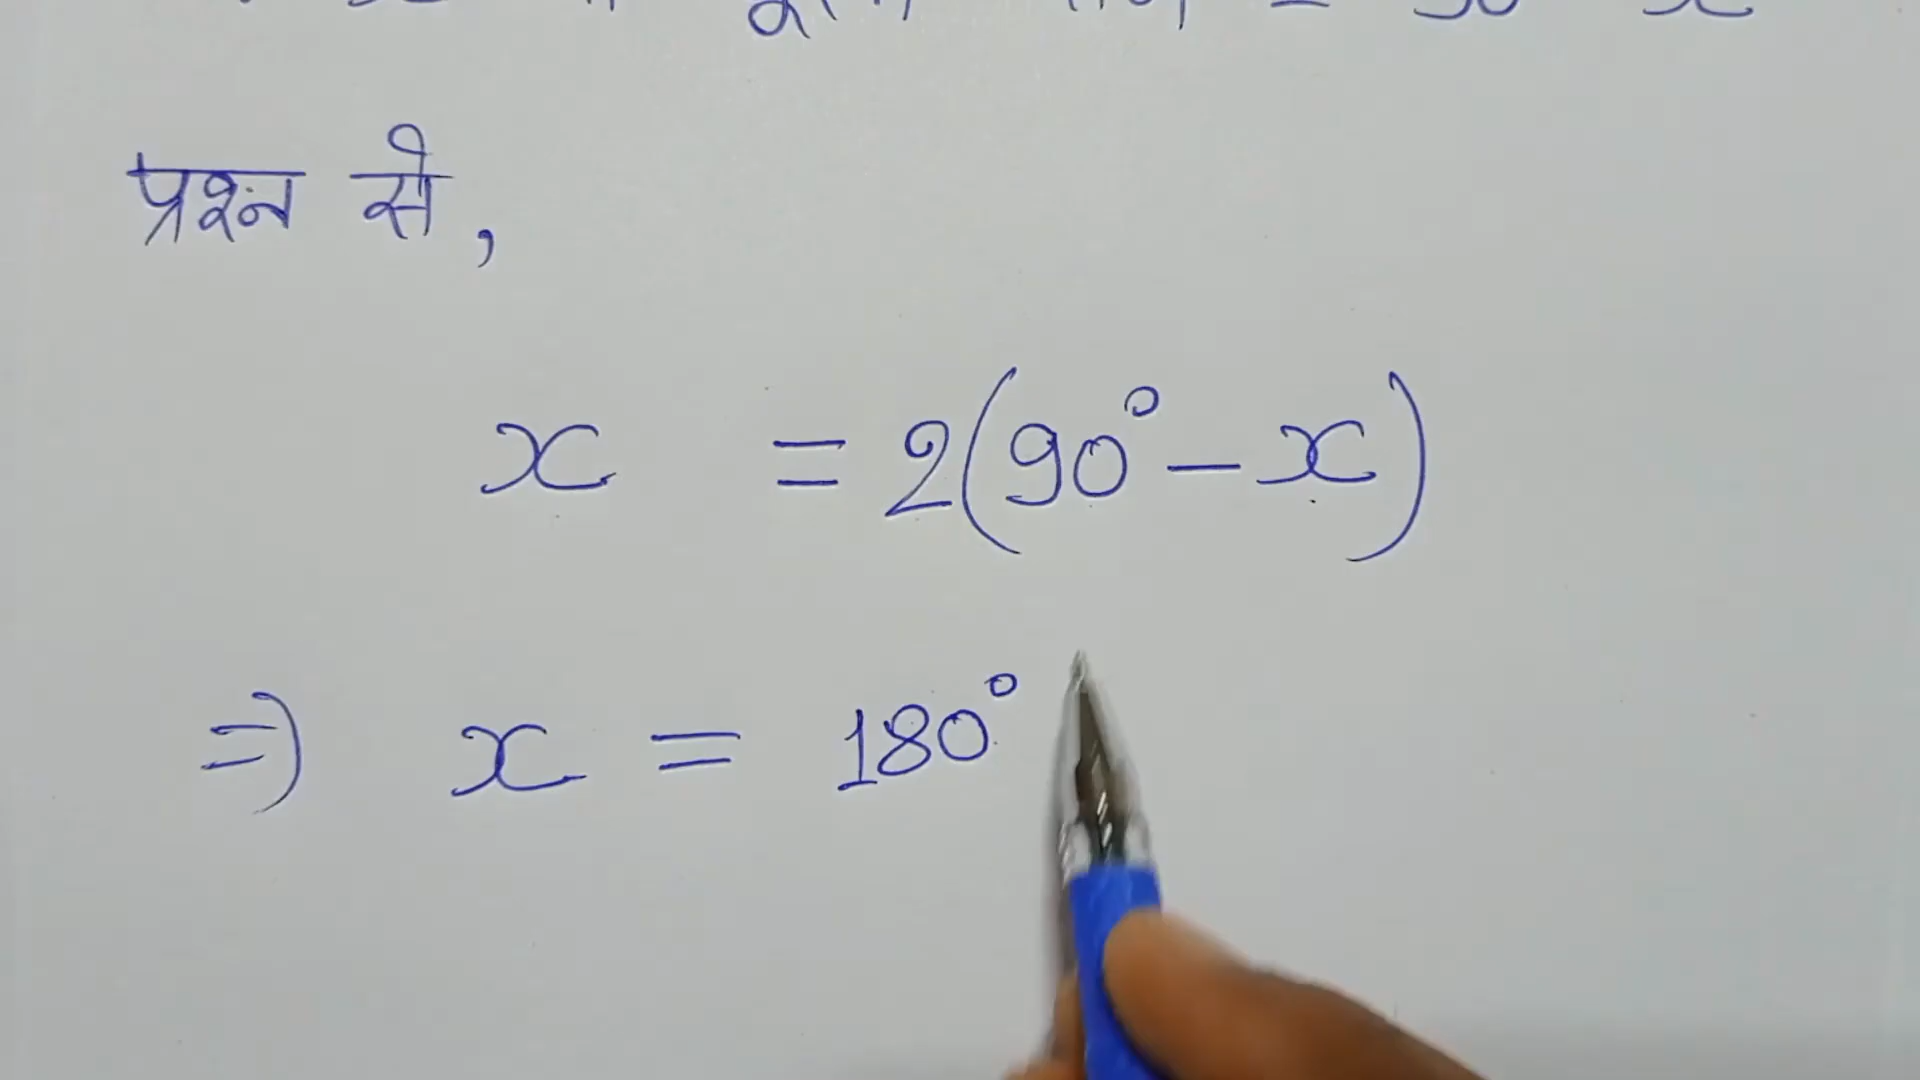 प्रश्न से,
x = 2(90° - x)
=) x = 180°